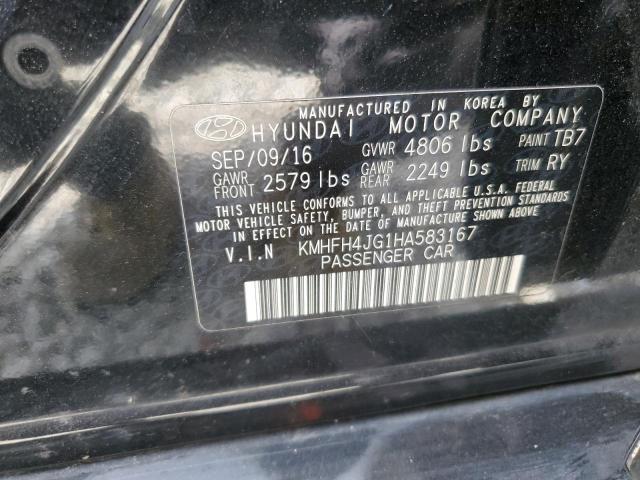 MANUFACTURED IN KOREA BY
HYUNDAI MOTOR COMPANY
SEP/09/16 GVWR 4806 lbs PAINT TB7
GAWR FRONT 2579 lbs GAWR REAR 2249 lbs TRIM RY
THIS VEHICLE CONFORMS TO ALL APPLICABLE U.S.A. FEDERAL
MOTOR VEHICLE SAFETY, BUMPER, AND THEFT PREVENTION STANDARDS
IN EFFECT ON THE DATE OF MANUFACTURE SHOWN ABOVE.
V.I.N KMHFH4JG1HA583167
PASSENGER CAR